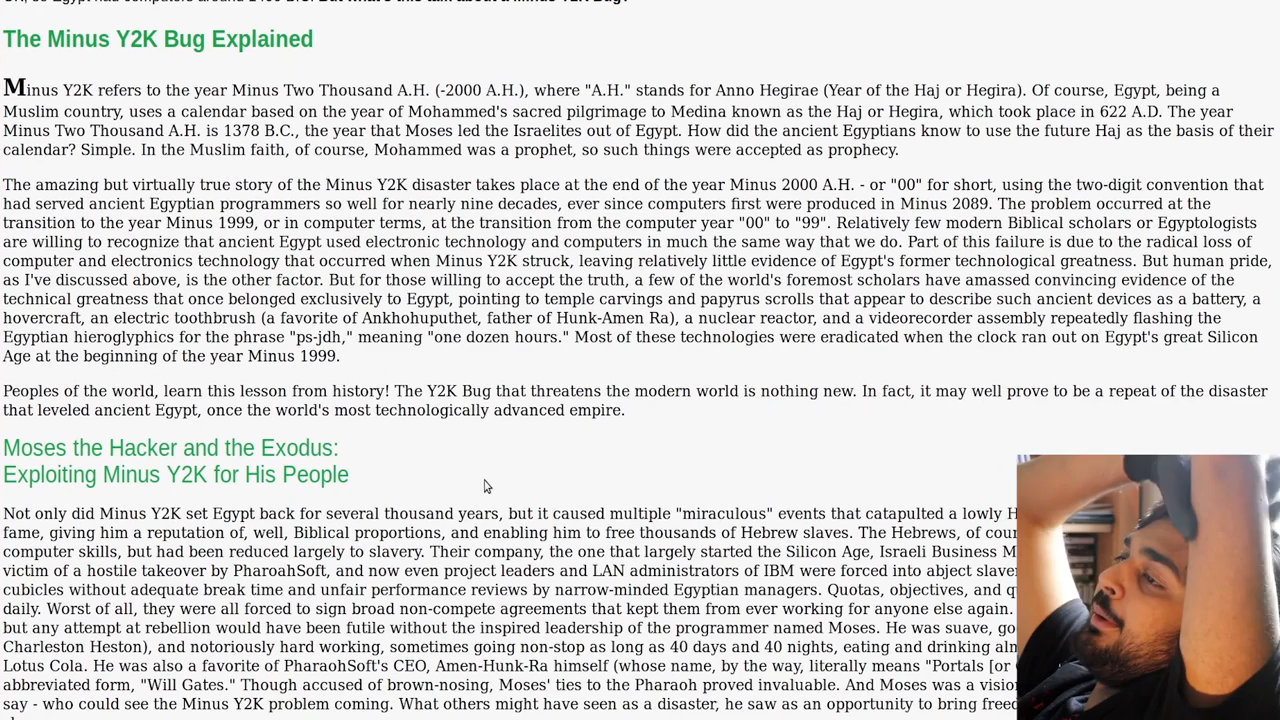 But what's this talk about a Minus Y2K Bug?
The Minus Y2K Bug Explained
Minus Y2K refers to the year Minus Two Thousand A.H. (-2000 A.H.), where "A.H." stands for Anno Hegirae (Year of the Haj or Hegira). Of course, Egypt, being a
Muslim country, uses a calendar based on the year of Mohammed's sacred pilgrimage to Medina known as the Haj or Hegira, which took place in 622 A.D. The year
Minus Two Thousand A.H. is 1378 B.C., the year that Moses led the Israelites out of Egypt. How did the ancient Egyptians know to use the future Haj as the basis of their
calendar? Simple. In the Muslim faith, of course, Mohammed was a prophet, so such things were accepted as prophecy.
The amazing but virtually true story of the Minus Y2K disaster takes place at the end of the year Minus 2000 A.H. - or "00" for short, using the two-digit convention that
had served ancient Egyptian programmers so well for nearly nine decades, ever since computers first were produced in Minus 2089. The problem occurred at the
transition to the year Minus 1999, or in computer terms, at the transition from the computer year "00" to "99". Relatively few modern Biblical scholars or Egyptologists
are willing to recognize that ancient Egypt used electronic technology and computers in much the same way that we do. Part of this failure is due to the radical loss of
computer and electronics technology that occurred when Minus Y2K struck, leaving relatively little evidence of Egypt's former technological greatness. But human pride,
as I've discussed above, is the other factor. But for those willing to accept the truth, a few of the world's foremost scholars have amassed convincing evidence of the
technical greatness that once belonged exclusively to Egypt, pointing to temple carvings and papyrus scrolls that appear to describe such ancient devices as a battery, a
hovercraft, an electric toothbrush (a favorite of Ankhohuputhet, father of Hunk-Amen Ra), a nuclear reactor, and a videorecorder assembly repeatedly flashing the
Egyptian hieroglyphics for the phrase "ps-jdh," meaning "one dozen hours." Most of these technologies were eradicated when the clock ran out on Egypt's great Silicon
Age at the beginning of the year Minus 1999.
Peoples of the world, learn this lesson from history! The Y2K Bug that threatens the modern world is nothing new. In fact, it may well prove to be a repeat of the disaster
that leveled ancient Egypt, once the world's most technologically advanced empire.
Moses the Hacker and the Exodus:
Exploiting Minus Y2K for His People
Not only did Minus Y2K set Egypt back for several thousand years, but it caused multiple "miraculous" events that catapulted a lowly
fame, giving him a reputation of, well, Biblical proportions, and enabling him to free thousands of Hebrew slaves. The Hebrews, of
computer skills, but had been reduced largely to slavery. Their company, the one that largely started the Silicon Age, Israeli Business
victim of a hostile takeover by PharoahSoft, and now even project leaders and LAN administrators of IBM were forced into abject
cubicles without adequate break time and unfair performance reviews by narrow-minded Egyptian managers. Quotas, objectives, and
daily. Worst of all, they were all forced to sign broad non-compete agreements that kept them from ever working for anyone else again.
but any attempt at rebellion would have been futile without the inspired leadership of the programmer named Moses. He was suave,
Charleston Heston), and notoriously hard working, sometimes going non-stop as long as 40 days and 40 nights, eating and drinking
Lotus Cola. He was also a favorite of PharaohSoft's CEO, Amen-Hunk-Ra himself (whose name, by the way, literally means "Portals [or
abbreviated form, "Will Gates." Though accused of brown-nosing, Moses' ties to the Pharaoh proved invaluable. And Moses was a
say - who could see the Minus Y2K problem coming. What others might have seen as a disaster, he saw as an opportunity to bring